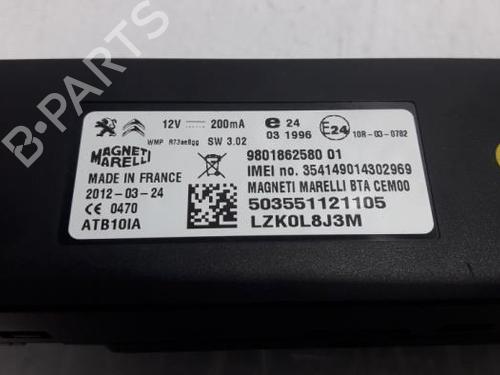 B-PARTS
12V 200mA
WMP R73ae8gg SW 3.02
e 24
03 1996
E24
10R-03-0782
MAGNETI
MARELLI
MADE IN FRANCE
2012-03-24
CE 0470
ATB10IA
9801862580 01
IMEI no. 354149014302969
MAGNETI MARELLI BTA CEM00
503551121105
LZK0L8J3M